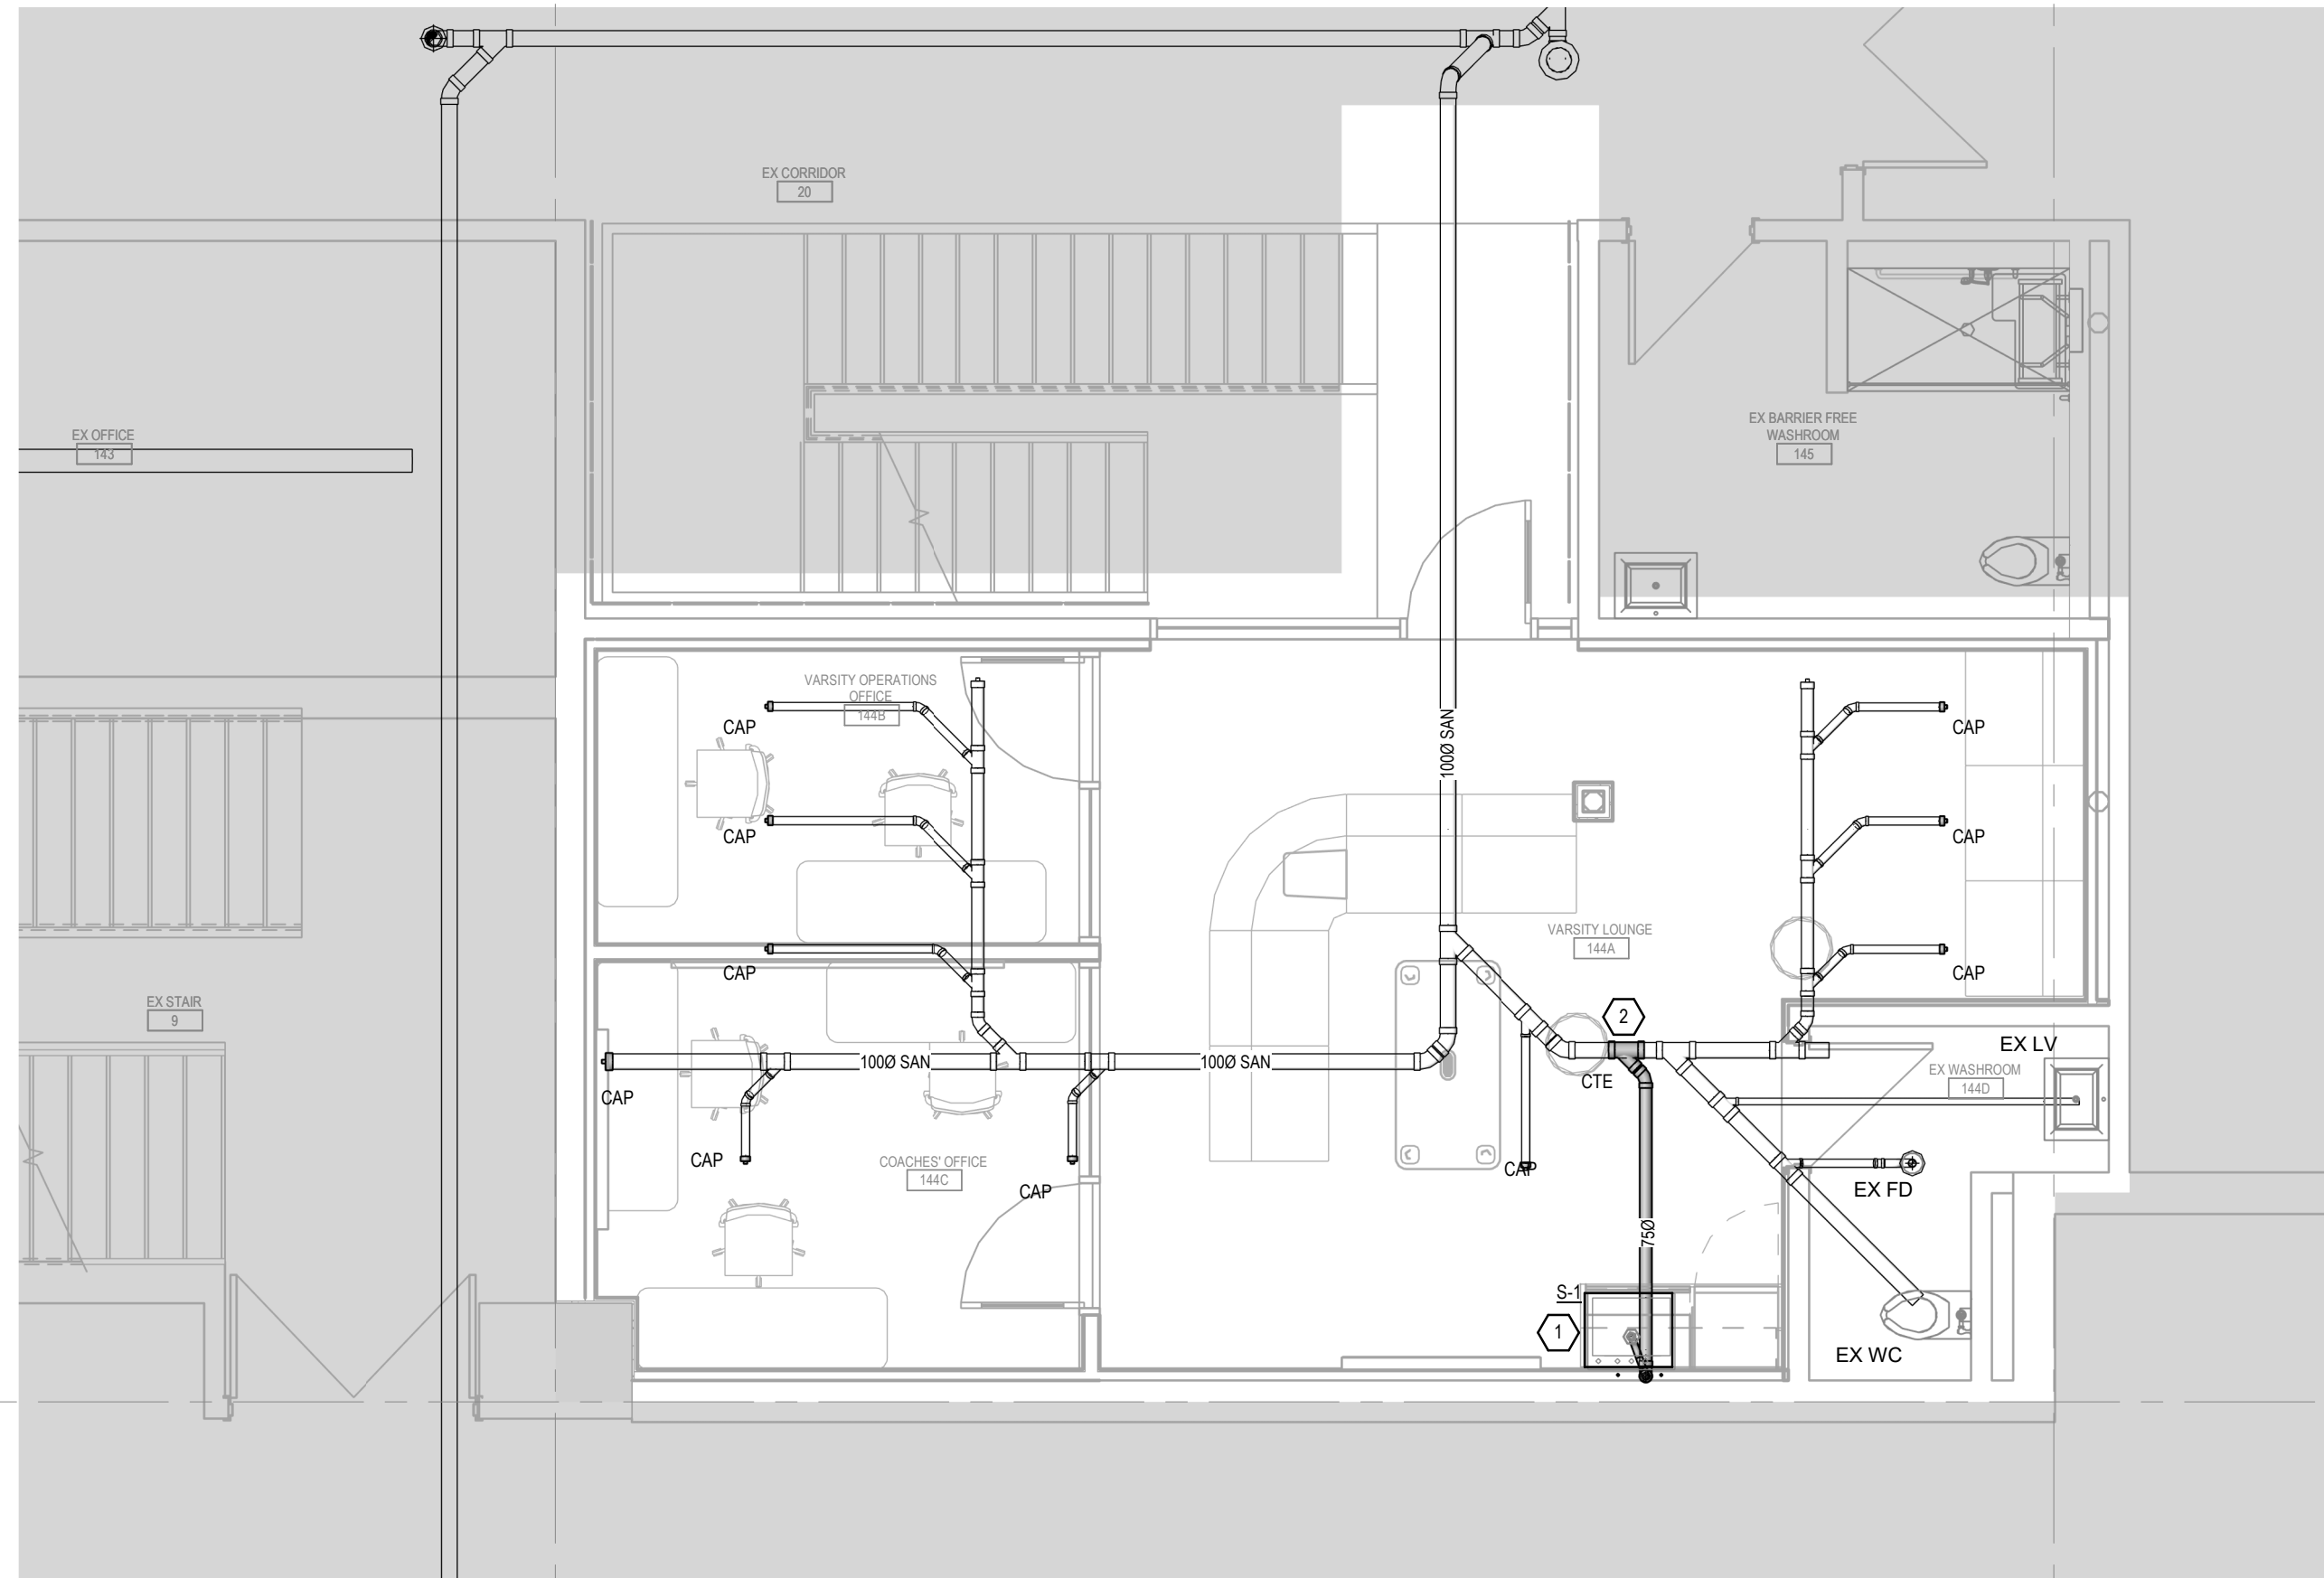 EX CORRIDOR
20
EX OFFICE
143
EX BARRIER FREE
WASHROOM
145
VARSITY OPERATIONS
OFFICE
144B
CAP
CAP
CAP
CAP
CAP
CAP
100Ø SAN
VARSITY LOUNGE
144A
EX STAIR
9
2
EX LV
100Ø SAN
100Ø SAN
EX WASHROOM
144D
CTE
CAP
CAP
COACHES' OFFICE
144C
CAP
CAP
EX FD
75Ø
S-1
1
EX WC